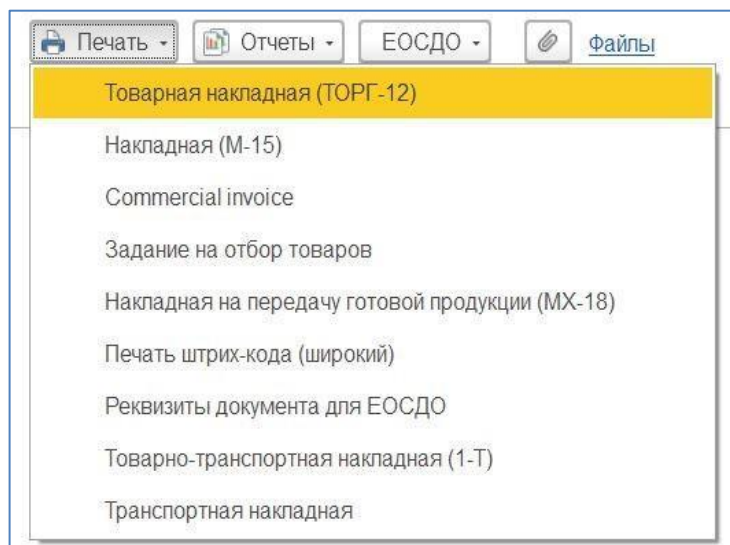 Печать Отчеты ЕОСДО Файлы
Товарная накладная (ТОРГ-12)
Накладная (М-15)
Commercial invoice
Задание на отбор товаров
Накладная на передачу готовой продукции (МХ-18)
Печать штрих-кода (широкий)
Реквизиты документа для ЕОСДО
Товарно-транспортная накладная (1-Т)
Транспортная накладная